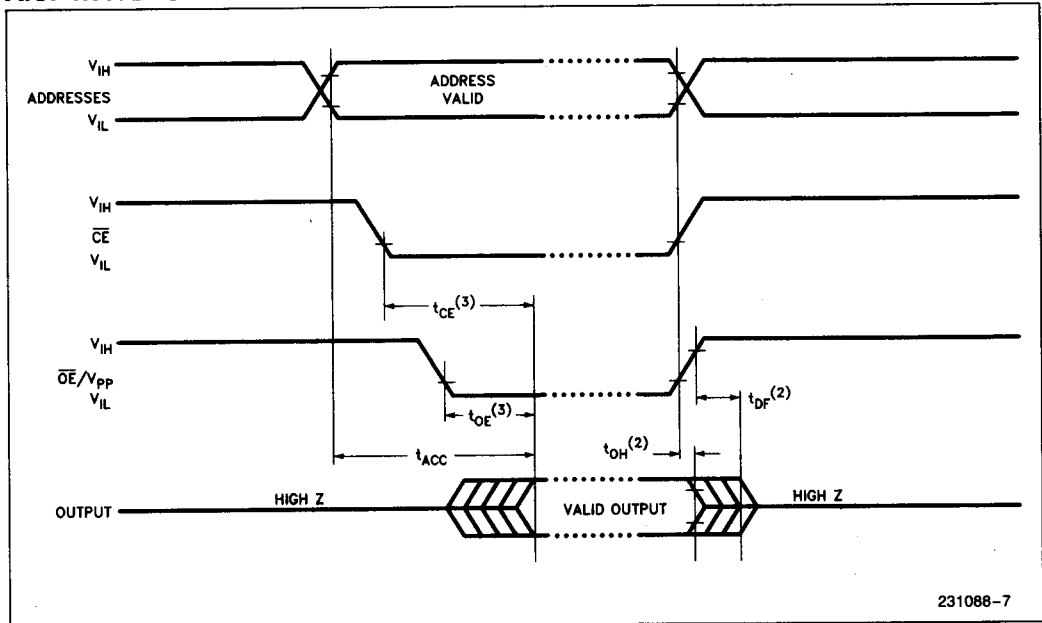 V_IH
ADDRESSES
V_IL
ADDRESS
VALID
V_IH
CE
V_IL
t_CE(3)
V_IH
OE/V_PP
V_IL
t_OE(3)
t_DF(2)
t_ACC
t_OH(2)
OUTPUT
HIGH Z
VALID OUTPUT
HIGH Z
231088-7